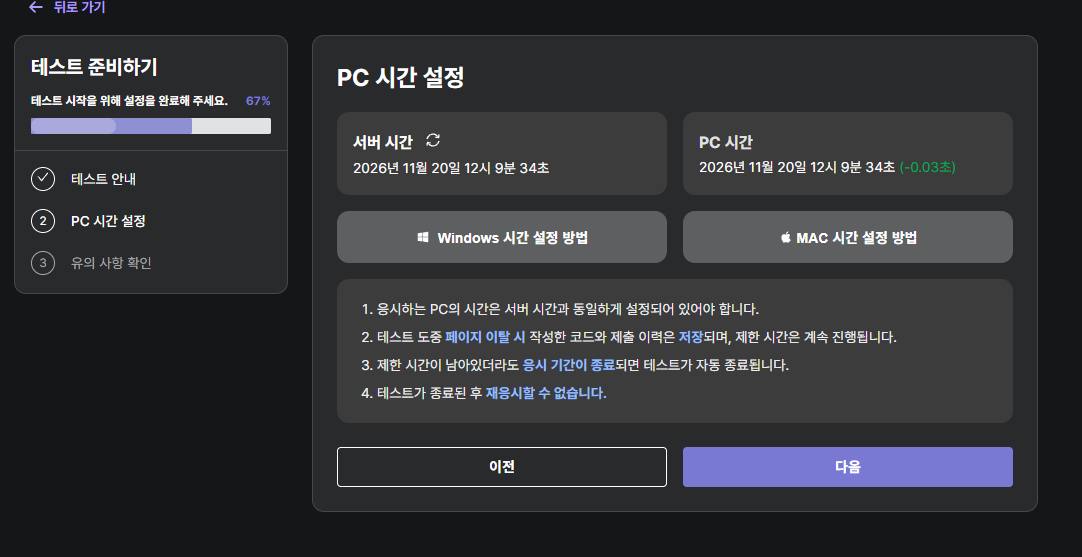 뒤로 가기
테스트 준비하기
테스트 시작을 위해 설정을 완료해 주세요. 67%
테스트 안내
2 PC 시간 설정
3 유의 사항 확인
PC 시간 설정
서버 시간
2026년 11월 20일 12시 9분 34초
PC 시간
2026년 11월 20일 12시 9분 34초 (-0.03초)
Windows 시간 설정 방법
MAC 시간 설정 방법
1. 응시하는 PC의 시간은 서버 시간과 동일하게 설정되어 있어야 합니다.
2. 테스트 도중 페이지 이탈 시 작성한 코드와 제출 이력은 저장되며, 제한 시간은 계속 진행됩니다.
3. 제한 시간이 남아있더라도 응시 기간이 종료되면 테스트가 자동 종료됩니다.
4. 테스트가 종료된 후 재응시할 수 없습니다.
이전
다음